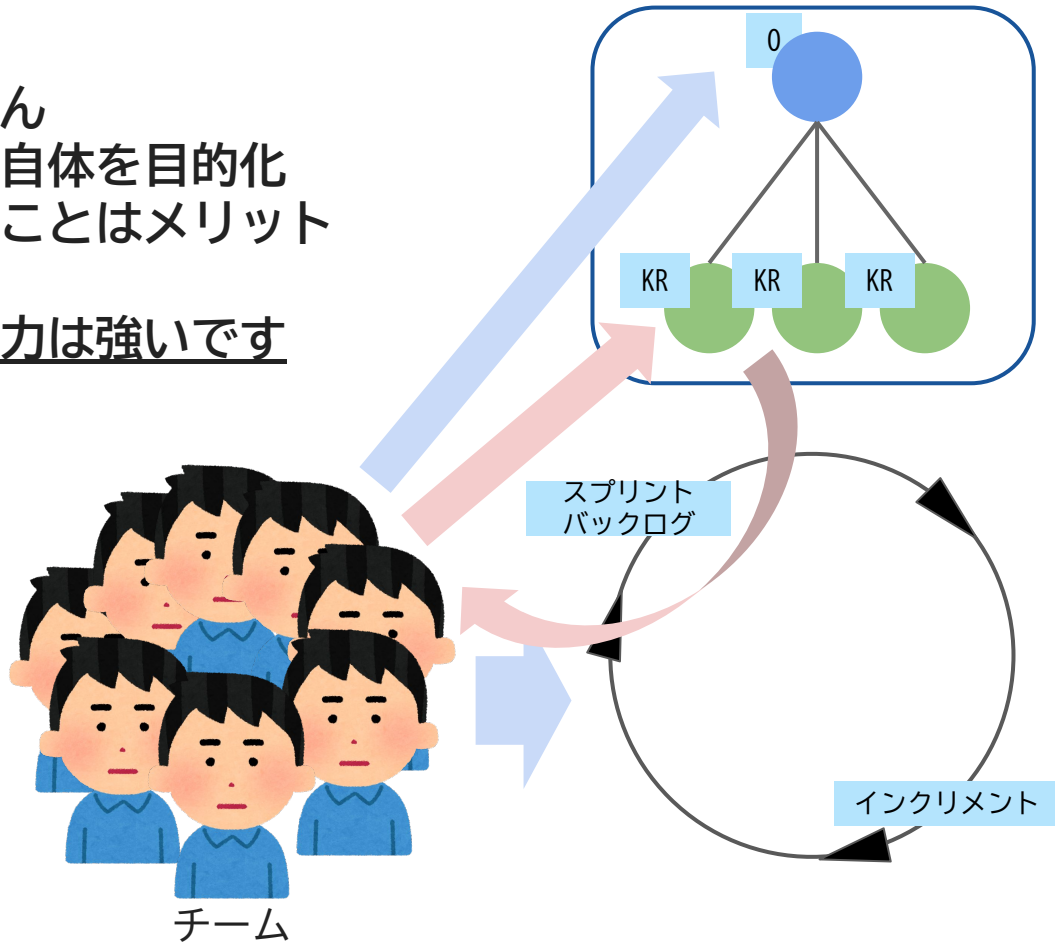 ん
自体を目的化
ことはメリット
力は強いです
O
KR
KR
KR
スプリント
バックログ
インクリメント
チーム